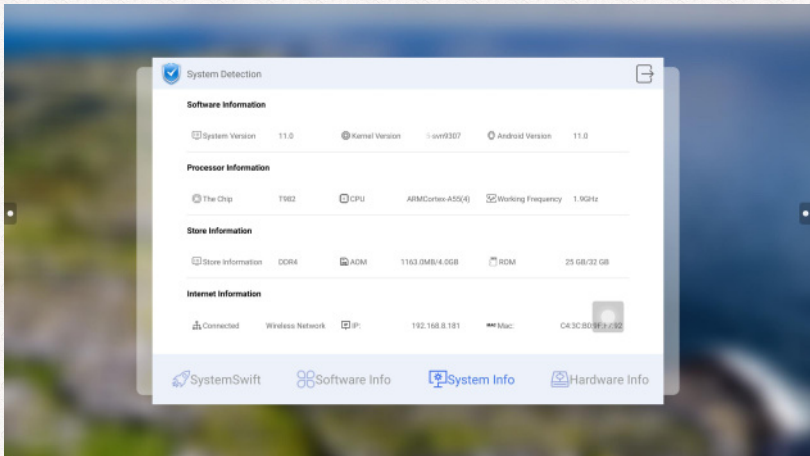 System Detection
Software Information
System Version 11.0 Kernel Version Android Version 11.0
Processor Information
The Chip T982 CPU ARMCortex-A55(4) Working Frequency 1.9GHz
Store Information
Store Information DDR4 AOM 1163.0MB/4.0GB ROM 25 GB/32 GB
Internet Information
Connected Wireless Network IP: 192.168.8.181 Mac:
SystemSwift Software Info System Info Hardware Info